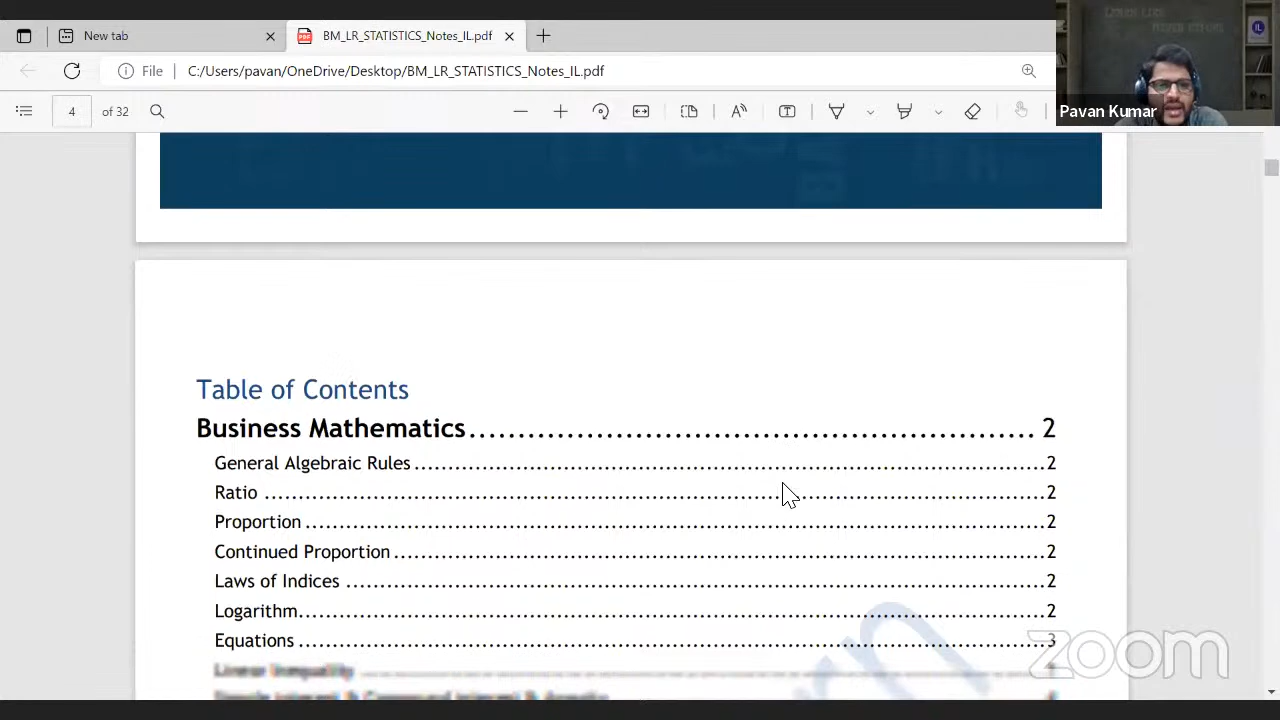 New tab
BM_LR_STATISTICS_Notes_IL.pdf
File
C:/Users/pavan/OneDrive/Desktop/BM_LR_STATISTICS_Notes_IL.pdf
4 of 32
Pavan Kumar
Table of Contents
Business Mathematics 2
General Algebraic Rules 2
Ratio 2
Proportion 2
Continued Proportion 2
Laws of Indices 2
Logarithm 2
Equations 3
Linear Inequality
zoom